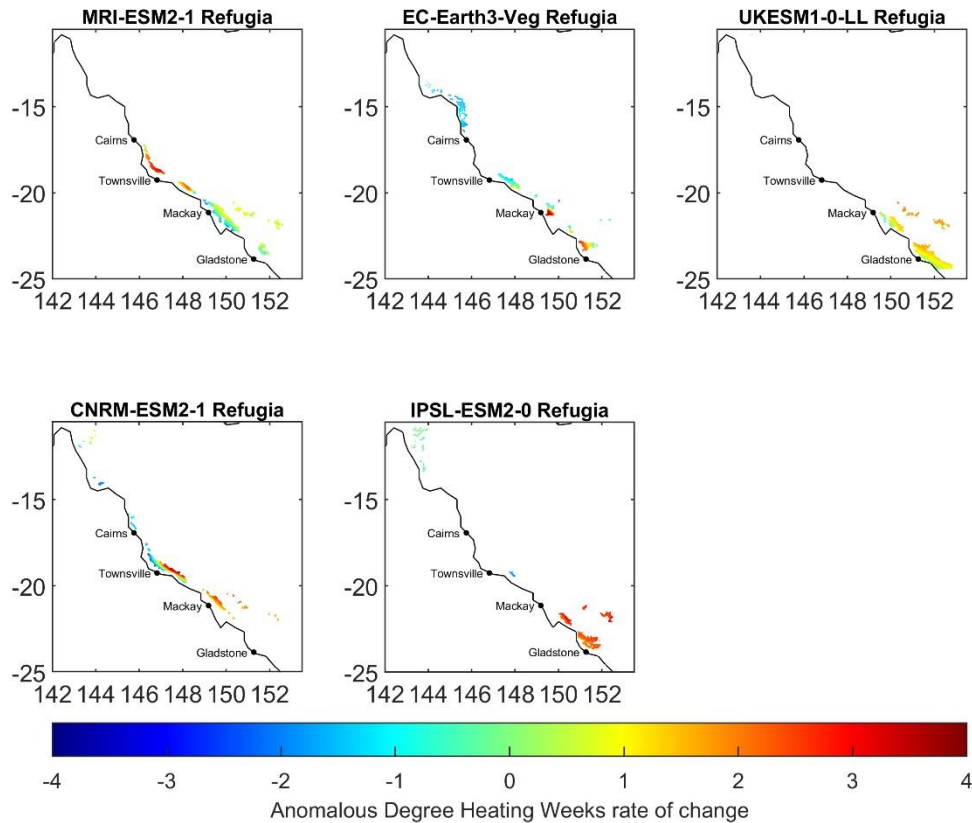 MRI-ESM2-1 Refugia
EC-Earth3-Veg Refugia
UKESM1-0-LL Refugia
-15
-20
-25
Cairns
Townsville
Mackay
Gladstone
142 144 146 148 150 152
-15
-20
-25
Cairns
Townsville
Mackay
Gladstone
142 144 146 148 150 152
-15
-20
-25
Cairns
Townsville
Mackay
Gladstone
142 144 146 148 150 152
CNRM-ESM2-1 Refugia
IPSL-ESM2-0 Refugia
-15
-20
-25
Cairns
Townsville
Mackay
Gladstone
142 144 146 148 150 152
-15
-20
-25
Cairns
Townsville
Mackay
Gladstone
142 144 146 148 150 152
-4 -3 -2 -1 0 1 2 3 4
Anomalous Degree Heating Weeks rate of change